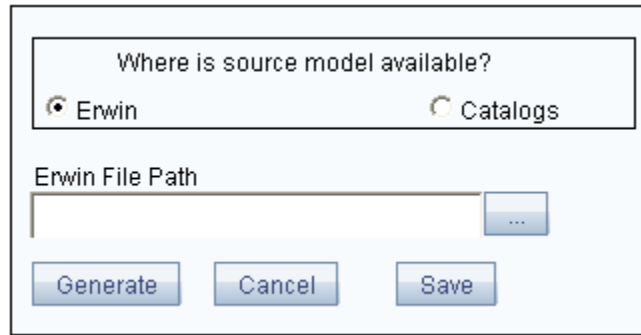 Where is source model available?
Erwin Catalogs
Erwin File Path
...
Generate Cancel Save